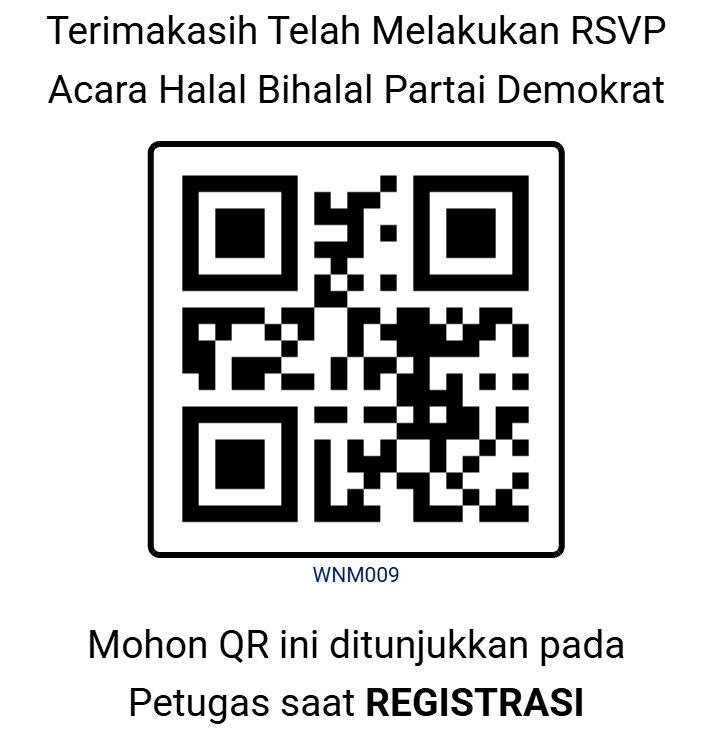 Terimakasih Telah Melakukan RSVP
Acara Halal Bihalal Partai Demokrat
WNM009
Mohon QR ini ditunjukkan pada
Petugas saat REGISTRASI